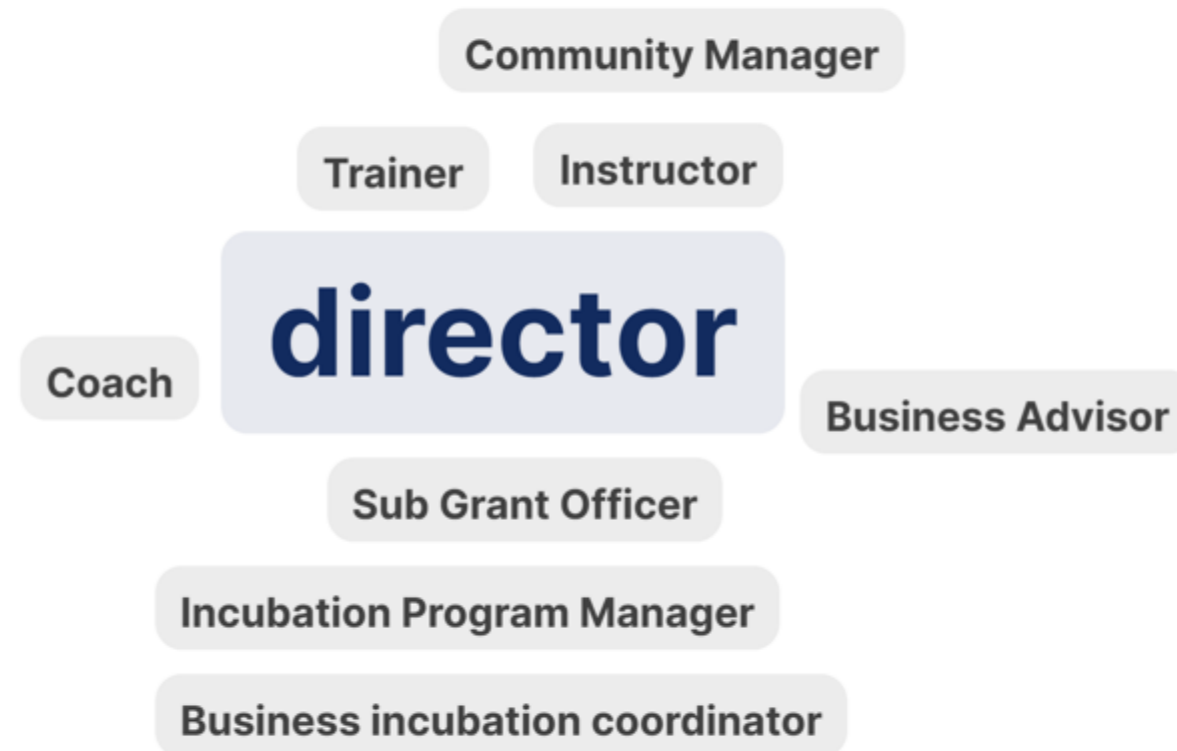 Community Manager
Trainer
Instructor
director
Coach
Business Advisor
Sub Grant Officer
Incubation Program Manager
Business incubation coordinator